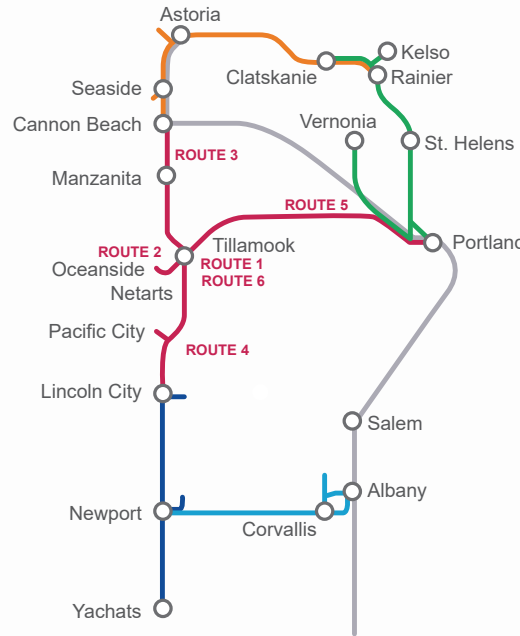 Astoria
Kelso
Clatskanie
Rainier
Seaside
Cannon Beach
Vernonia
St. Helens
ROUTE 3
Manzanita
ROUTE 5
Tillamook
Portland
ROUTE 2
Oceanside
ROUTE 1
ROUTE 6
Netarts
Pacific City
ROUTE 4
Lincoln City
Salem
Albany
Newport
Corvallis
Yachats